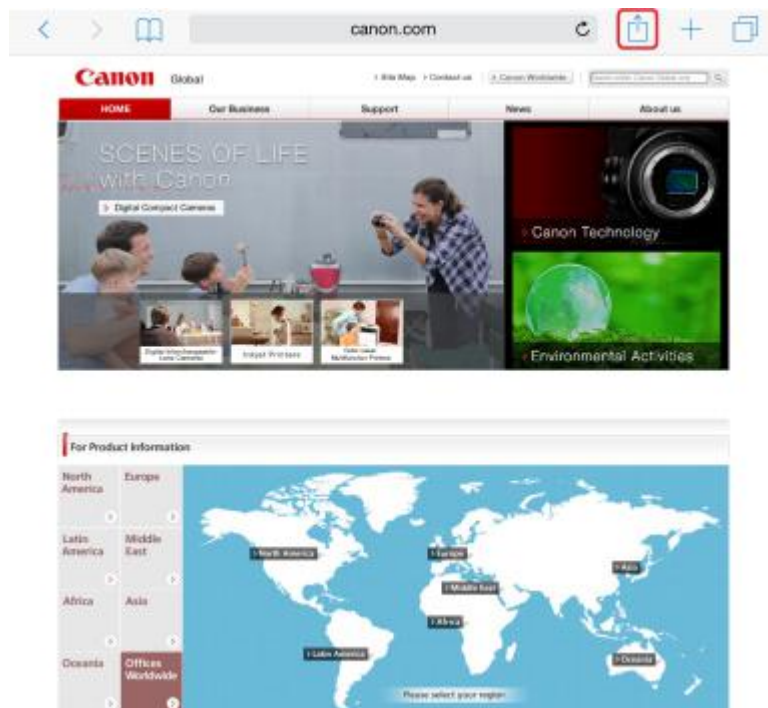 canon.com
Canon Global
Site Map Contact us Canon Worldwide
HOME Our Business Support News About us
SCENES OF LIFE
with Canon
Digital Compact Cameras
Canon Technology
Inkjet Printers
Environmental Activities
For Product Information
North
America
Europe
Latin
America
Middle
East
Africa
Asia
Oceania
Offices
Worldwide
North America
Europe
Asia
Middle East
Africa
Latin America
Oceania
Please select your region